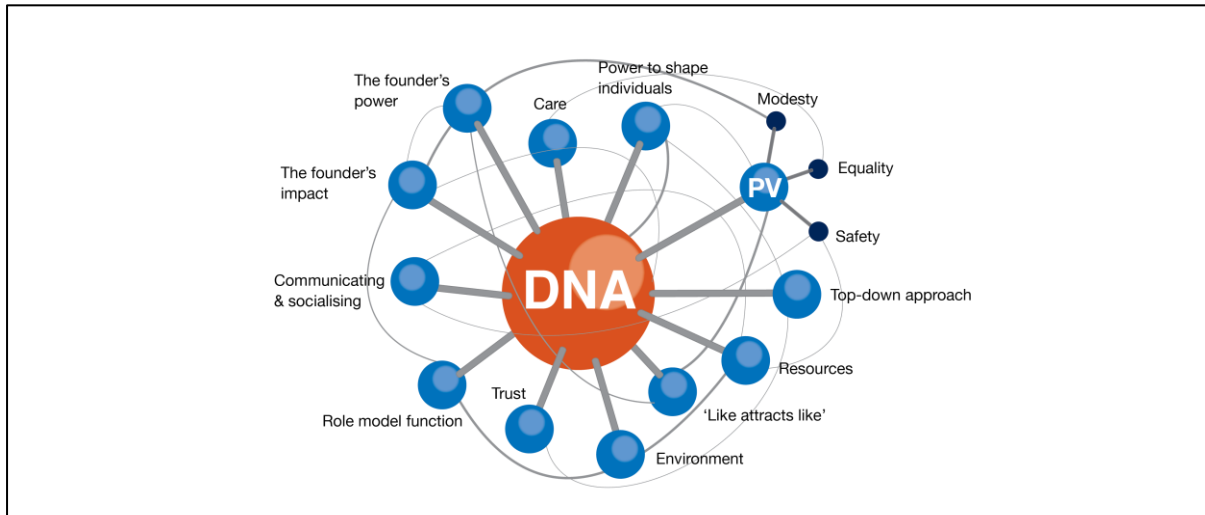 The founder's
power
Care
Power to shape
individuals
Modesty
The founder's
impact
PV
Equality
Safety
Communicating
& socialising
DNA
Top-down approach
Resources
Role model function
Trust
'Like attracts like'
Environment